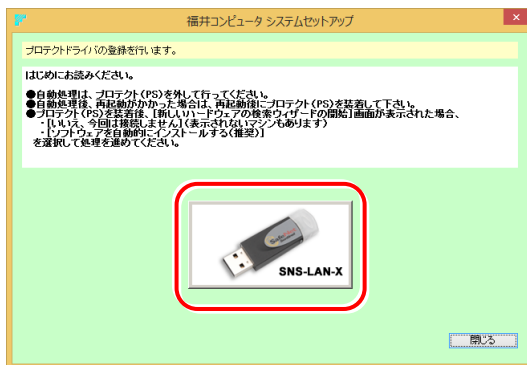 福井コンピュータ システムセットアップ
プロテクトドライバの登録を行います。
はじめにお読みください。
●自動処理は、プロテクト(PS)を外して行ってください。
●自動処理後、再起動がかかった場合は、再起動後にプロテクト(PS)を装着して下さい。
●プロテクト(PS)を装着後、[新しいハードウェアの検索ウィザードの開始]画面が表示された場合、
・[いいえ、今回は接続しません](表示されないマシンもあります)
・[ソフトウェアを自動的にインストールする(推奨)]
を選択して処理を進めてください。
SNS-LAN-X
閉じる